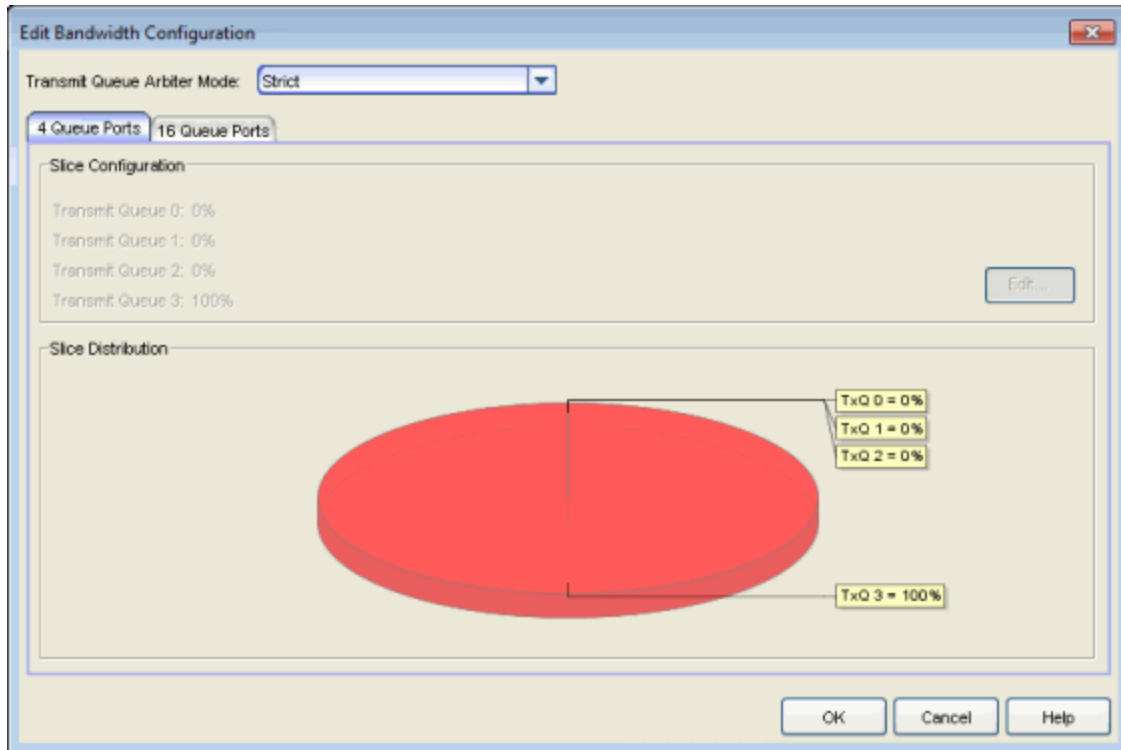 Edit Bandwidth Configuration
Transmit Queue Arbiter Mode: Strict
4 Queue Ports 16 Queue Ports
Slice Configuration
Transmit Queue 0: 0%
Transmit Queue 1: 0%
Transmit Queue 2: 0%
Transmit Queue 3: 100%
Edit...
Slice Distribution
TxQ 0 = 0%
TxQ 1 = 0%
TxQ 2 = 0%
TxQ 3 = 100%
OK Cancel Help